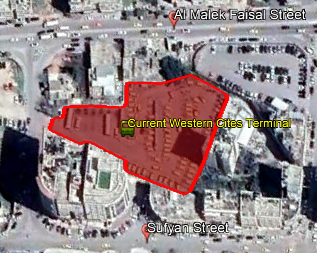 Al Malek Faisal Street
Current Western Cites Terminal
Sufyan Street